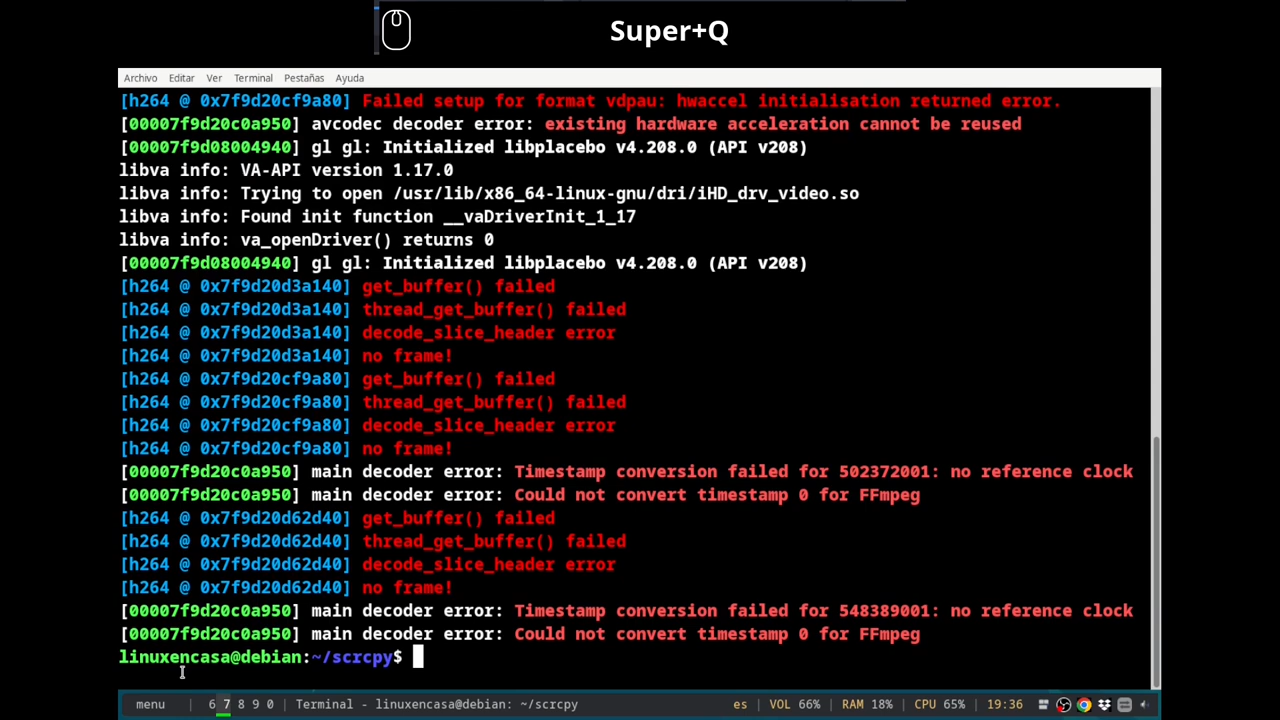 Super+Q
Archivo Editar Ver Terminal Pestañas Ayuda
[h264 @ 0x7f9d20cf9a80] Failed setup for format vdpau: hwaccel initialisation returned error.
[00007f9d20c0a950] avcodec decoder error: existing hardware acceleration cannot be reused
[00007f9d08004940] gl gl: Initialized libplacebo v4.208.0 (API v208)
libva info: VA-API version 1.17.0
libva info: Trying to open /usr/lib/x86_64-linux-gnu/dri/iHD_drv_video.so
libva info: Found init function __vaDriverInit_1_17
libva info: va_openDriver() returns 0
[00007f9d08004940] gl gl: Initialized libplacebo v4.208.0 (API v208)
[h264 @ 0x7f9d20d3a140] get_buffer() failed
[h264 @ 0x7f9d20d3a140] thread_get_buffer() failed
[h264 @ 0x7f9d20d3a140] decode_slice_header error
[h264 @ 0x7f9d20d3a140] no frame!
[h264 @ 0x7f9d20cf9a80] get_buffer() failed
[h264 @ 0x7f9d20cf9a80] thread_get_buffer() failed
[h264 @ 0x7f9d20cf9a80] decode_slice_header error
[h264 @ 0x7f9d20cf9a80] no frame!
[00007f9d20c0a950] main decoder error: Timestamp conversion failed for 502372001: no reference clock
[00007f9d20c0a950] main decoder error: Could not convert timestamp 0 for FFmpeg
[h264 @ 0x7f9d20d62d40] get_buffer() failed
[h264 @ 0x7f9d20d62d40] thread_get_buffer() failed
[h264 @ 0x7f9d20d62d40] decode_slice_header error
[h264 @ 0x7f9d20d62d40] no frame!
[00007f9d20c0a950] main decoder error: Timestamp conversion failed for 548389001: no reference clock
[00007f9d20c0a950] main decoder error: Could not convert timestamp 0 for FFmpeg
linuxencasa@debian:~/scrcpy$
menu | 6 7 8 9 0 | Terminal - linuxencasa@debian: ~/scrcpy es | VOL 66% | RAM 18% | CPU 65% | 19:36